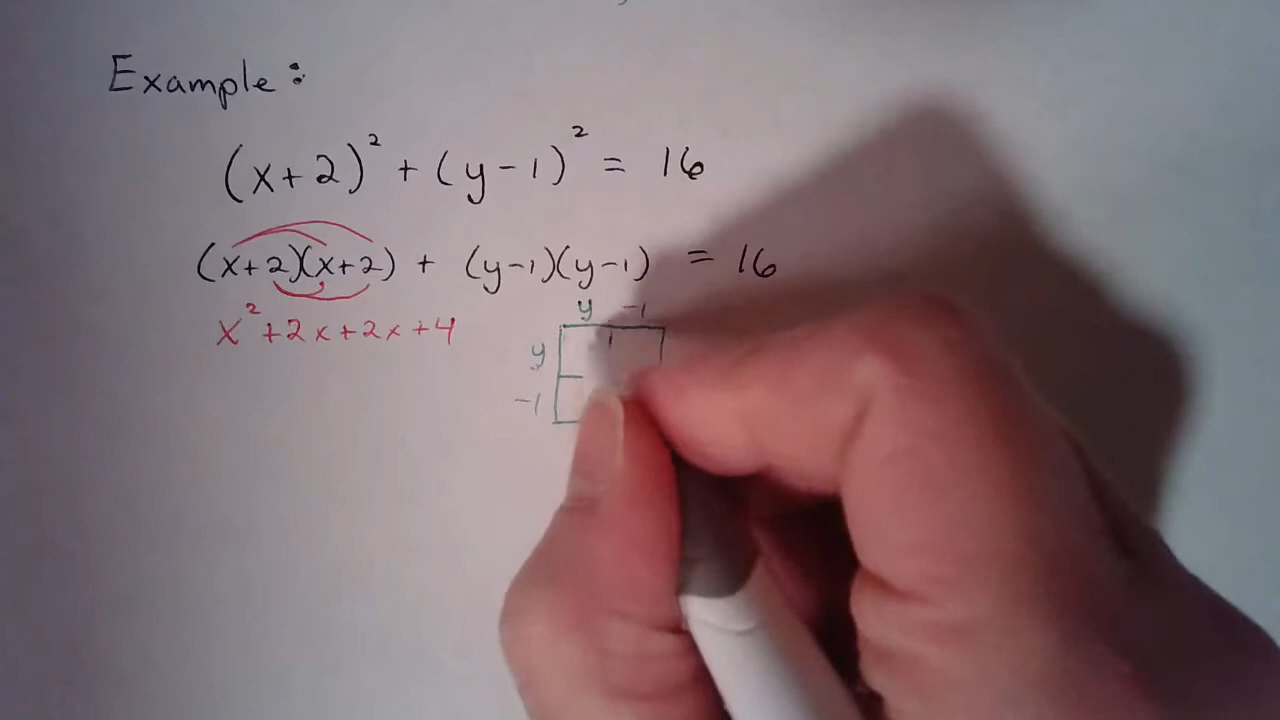 Example:
(x+2)² + (y-1)² = 16
(x+2)(x+2) + (y-1)(y-1) = 16
x²+2x+2x+4
y -1
y
-1